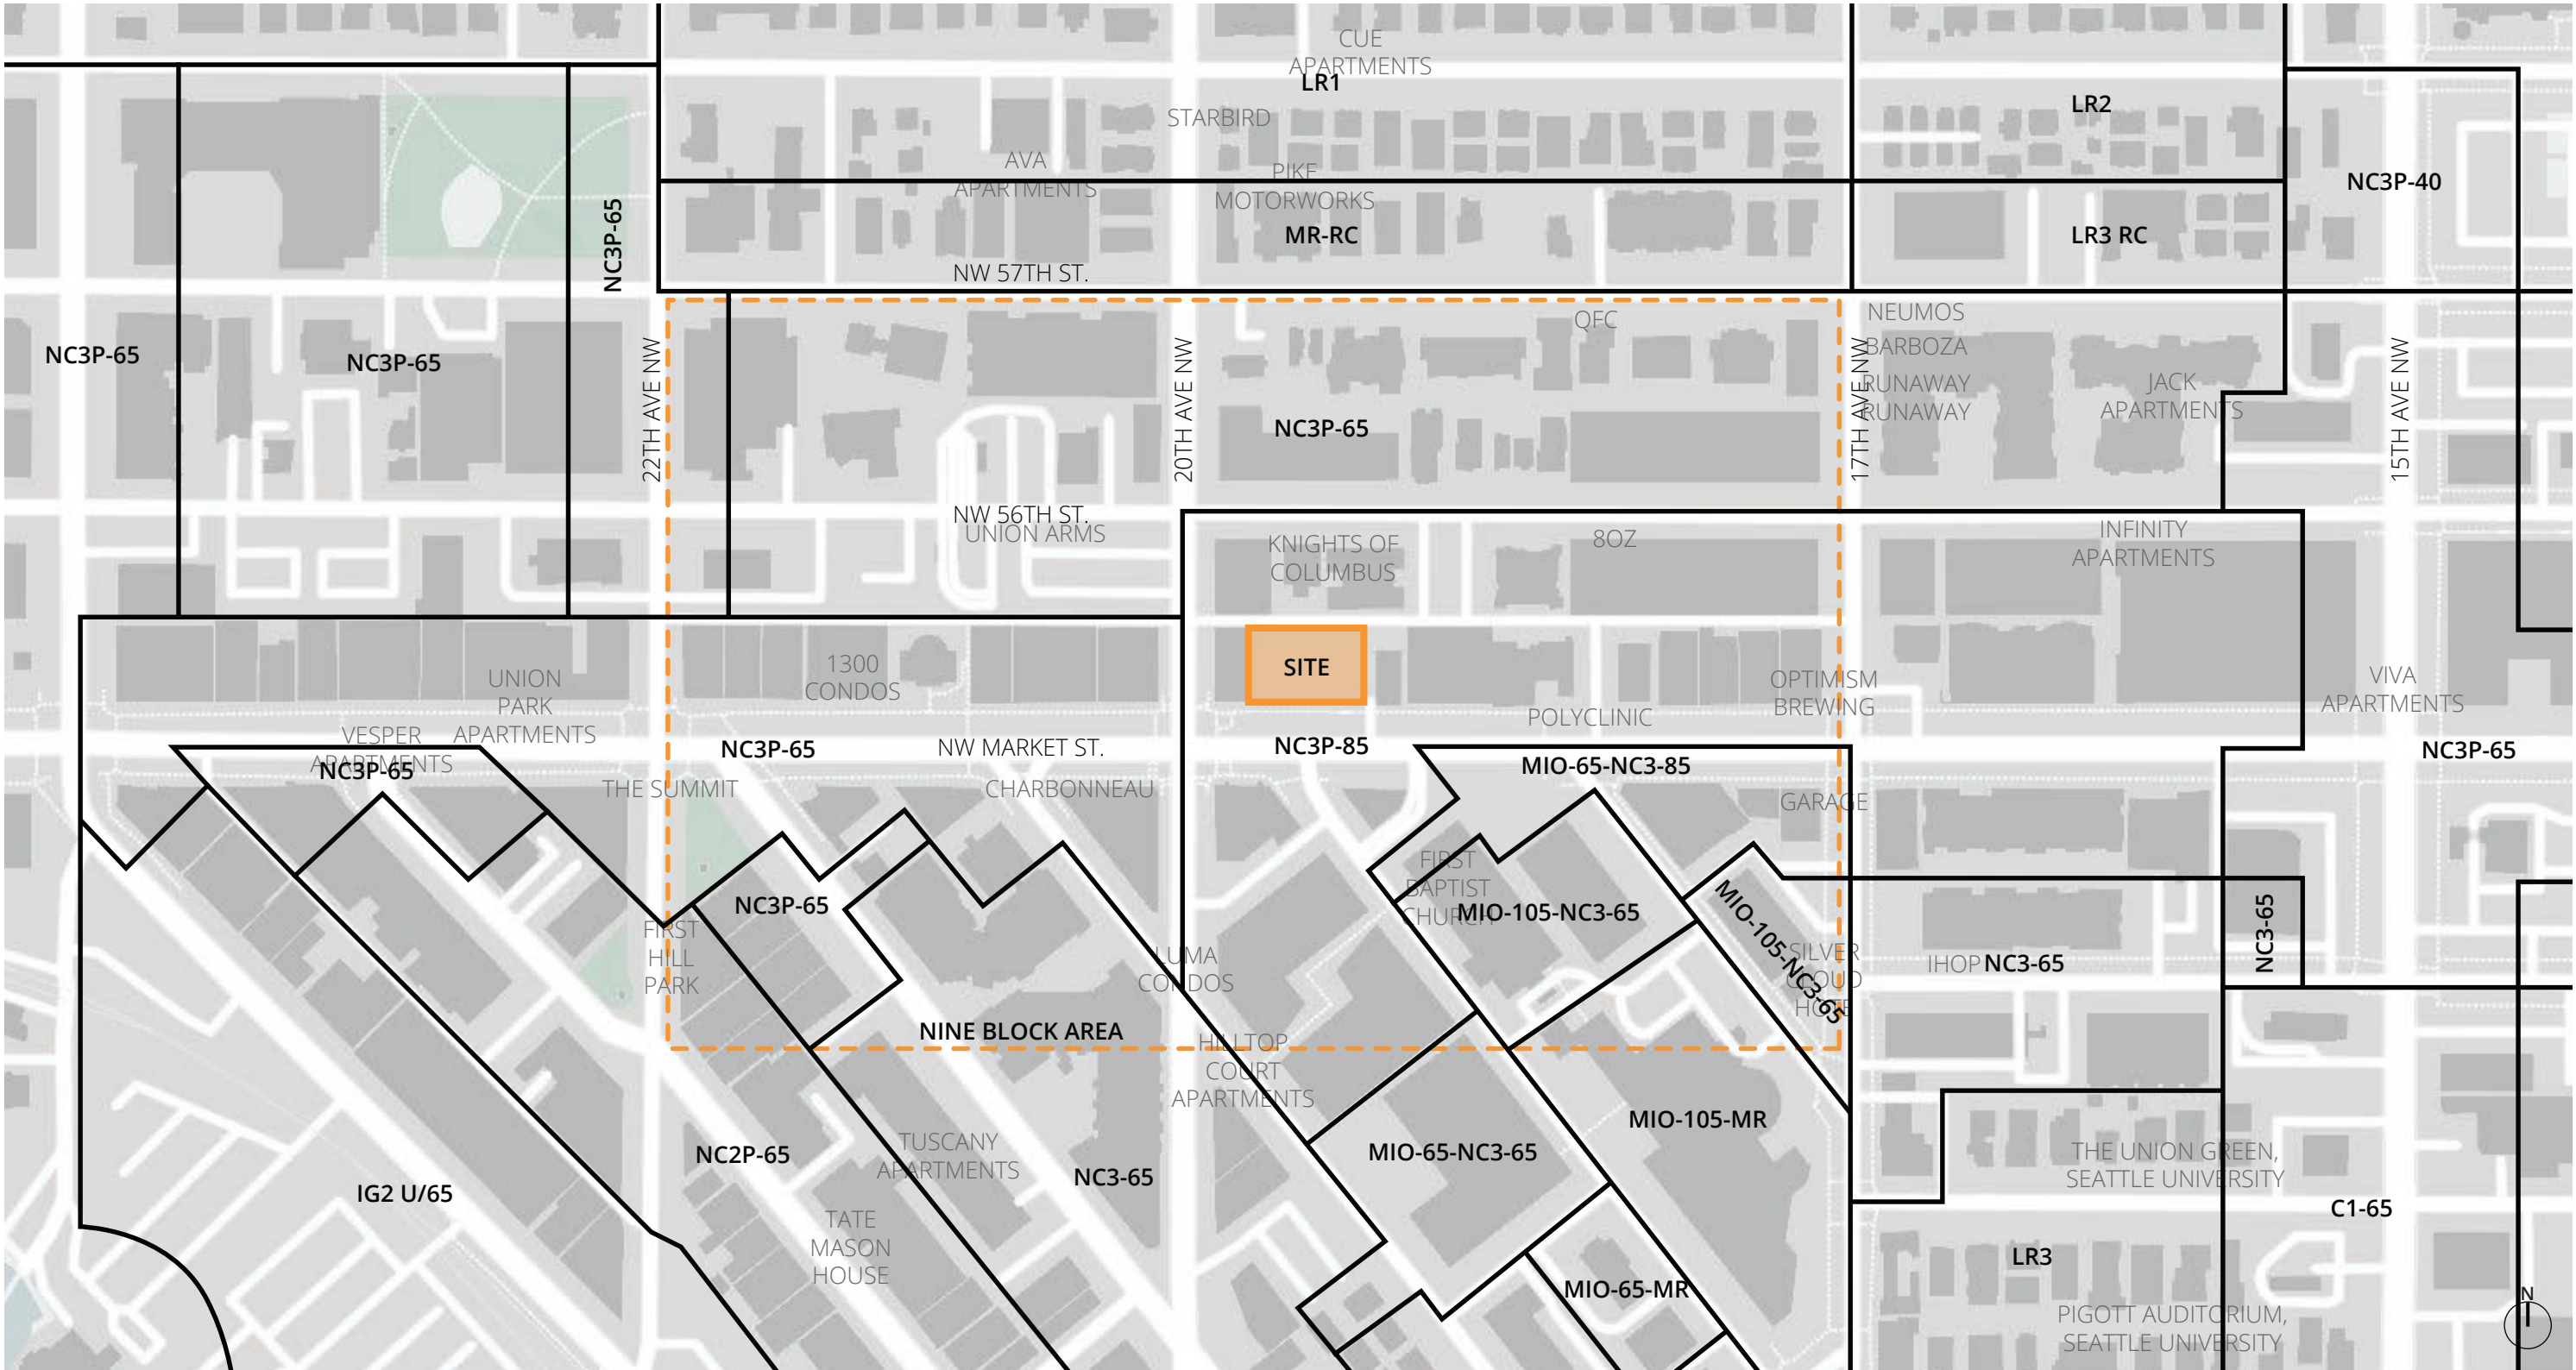 CUE
APARTMENTS
LR1
LR2
STARBIRD
AVA
APARTMENTS
PIKE
MOTORWORKS
NC3P-40
NC3P-65
MR-RC
LR3 RC
NW 57TH ST.
NC3P-65
NC3P-65
22TH AVE NW
20TH AVE NW
QFC
NC3P-65
17TH AVE NW
NEUMOS
BARBOZA
RUNAWAY
RUNAWAY
JACK
APARTMENTS
15TH AVE NW
NW 56TH ST.
UNION ARMS
KNIGHTS OF
COLUMBUS
8OZ
INFINITY
APARTMENTS
1300
CONDOS
SITE
UNION
PARK
APARTMENTS
OPTIMISM
BREWING
VIVA
APARTMENTS
POLYCLINIC
VESPER
APARTMENTS
NC3P-65
NC3P-65
NW MARKET ST.
NC3P-85
MIO-65-NC3-85
NC3P-65
THE SUMMIT
CHARBONNEAU
GARAGE
NC3P-65
FIRST
BAPTIST
CHURCH
MIO-105-NC3-65
MIO-105-NC3-65
FIRST
HILL
PARK
LUMA
CONDOS
SILVER
CLOUD
HOTEL
IHOP
NC3-65
NC3-65
NINE BLOCK AREA
HILLTOP
COURT
APARTMENTS
MIO-105-MR
NC2P-65
TUSCANY
APARTMENTS
NC3-65
MIO-65-NC3-65
THE UNION GREEN,
SEATTLE UNIVERSITY
IG2 U/65
C1-65
TATE
MASON
HOUSE
LR3
MIO-65-MR
PIGOTT AUDITORIUM,
SEATTLE UNIVERSITY
N